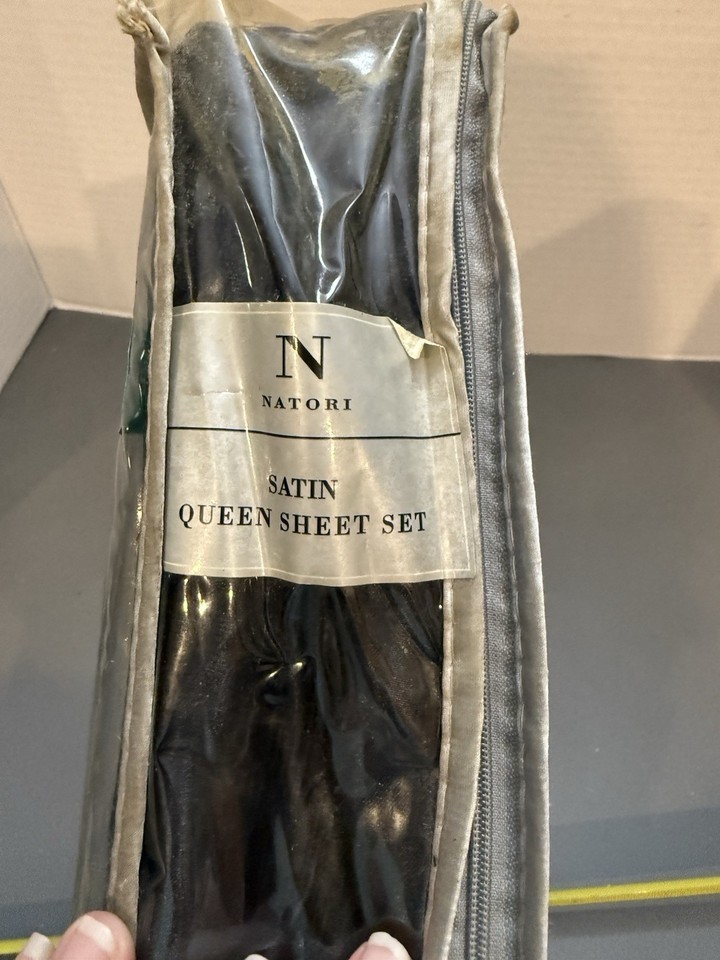 N
NATORI
SATIN
QUEEN SHEET SET